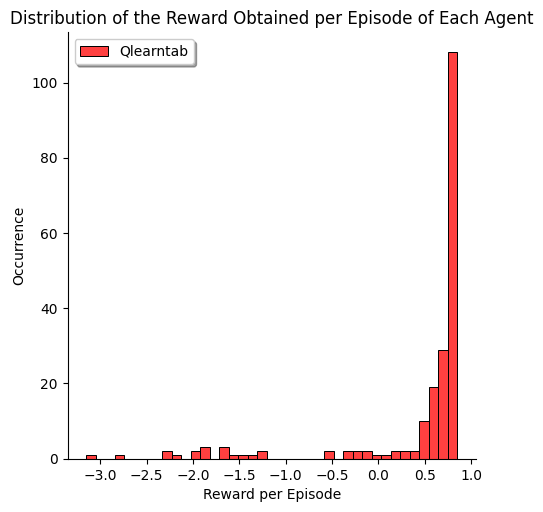 Distribution of the Reward Obtained per Episode of Each Agent
Qlearntab
100
80
60
40
20
0
Occurrence
−3.0 −2.5 −2.0 −1.5 −1.0 −0.5 0.0 0.5 1.0
Reward per Episode